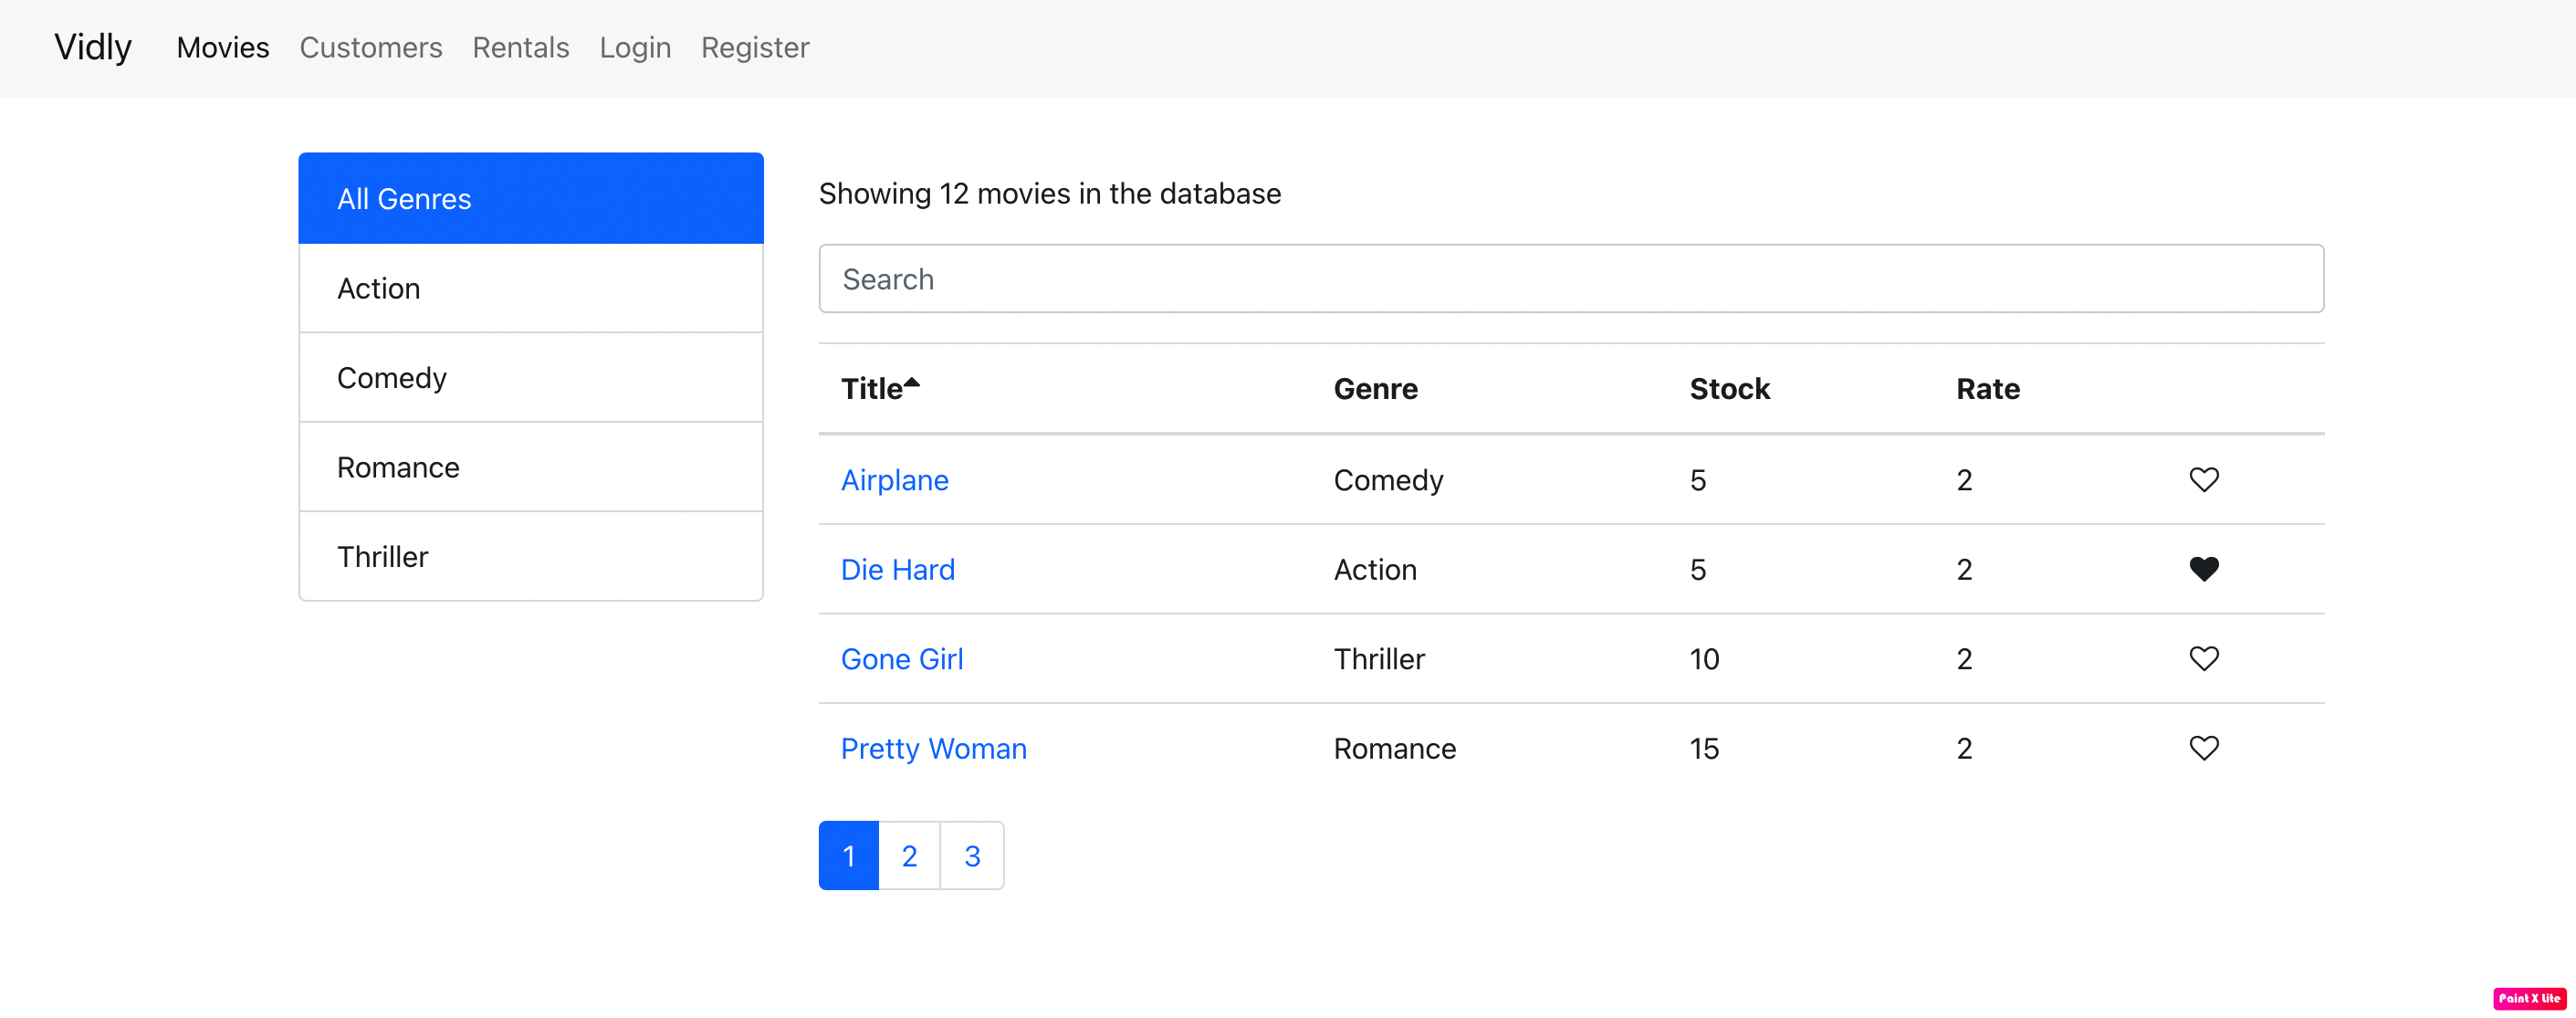 Vidly Movies Customers Rentals Login Register
All Genres
Action
Comedy
Romance
Thriller
Showing 12 movies in the database
Search
Title Genre Stock Rate
Airplane Comedy 5 2
Die Hard Action 5 2
Gone Girl Thriller 10 2
Pretty Woman Romance 15 2
1 2 3
Paint X Lite